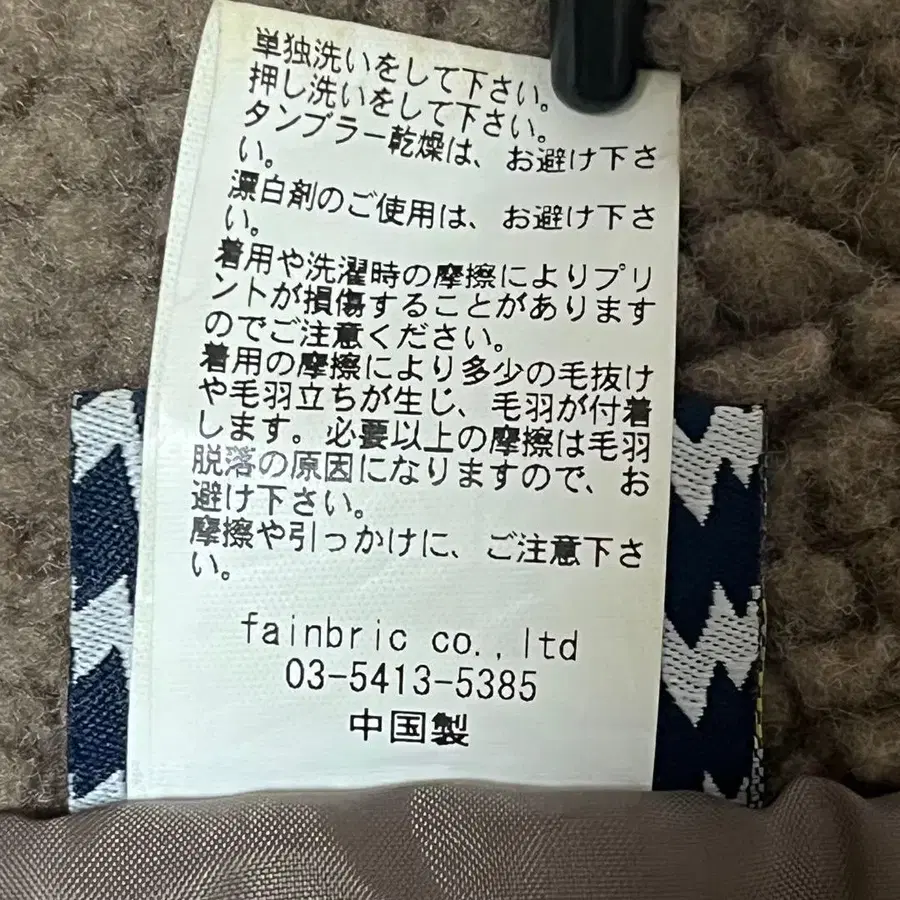 単独洗いをして下さい。
押し洗いをして下さい。
タンブラー乾燥は、お避け下さ
い。
漂白剤のご使用は、お避け下さ
い。
着用や洗濯時の摩擦によりプリ
ントが損傷することがあります
のでご注意ください。
着用の摩擦により多少の毛抜け
や毛羽立ちが生じ、毛羽が付着
します。必要以上の摩擦は毛羽
脱落の原因になりますので、お
避け下さい。
摩擦や引っかけに、ご注意下さ
い。
fainbric co.,ltd
03-5413-5385
中国製